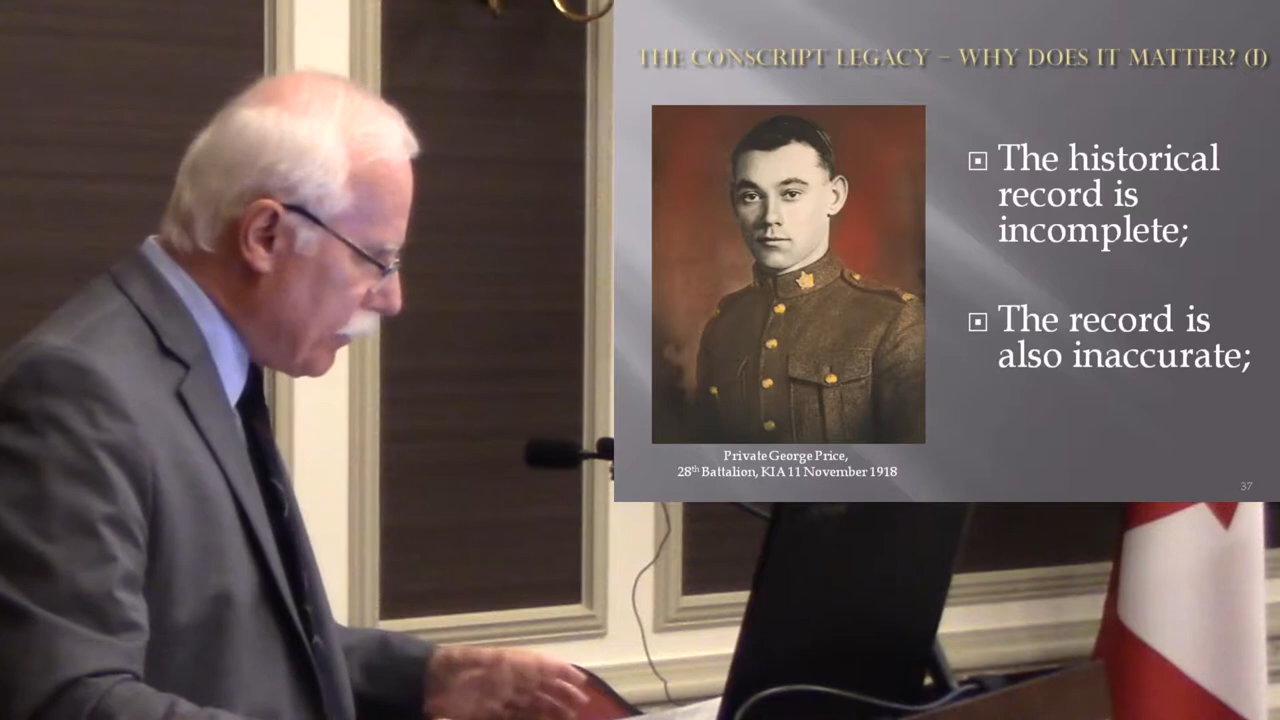 THE CONSCRIPT LEGACY – WHY DOES IT MATTER? (I)
The historical
record is
incomplete;
The record is
also inaccurate;
Private George Price,
28th Battalion, KIA 11 November 1918
37